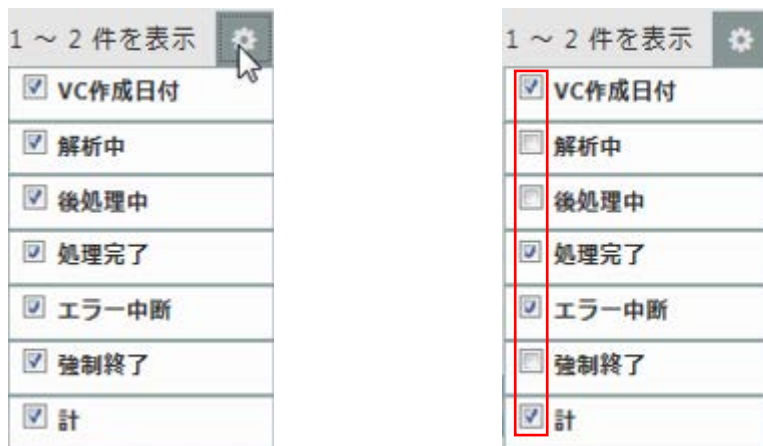 1 ～ 2 件を表示
VC作成日付
解析中
後処理中
処理完了
エラー中断
強制終了
計
1 ～ 2 件を表示
VC作成日付
解析中
後処理中
処理完了
エラー中断
強制終了
計